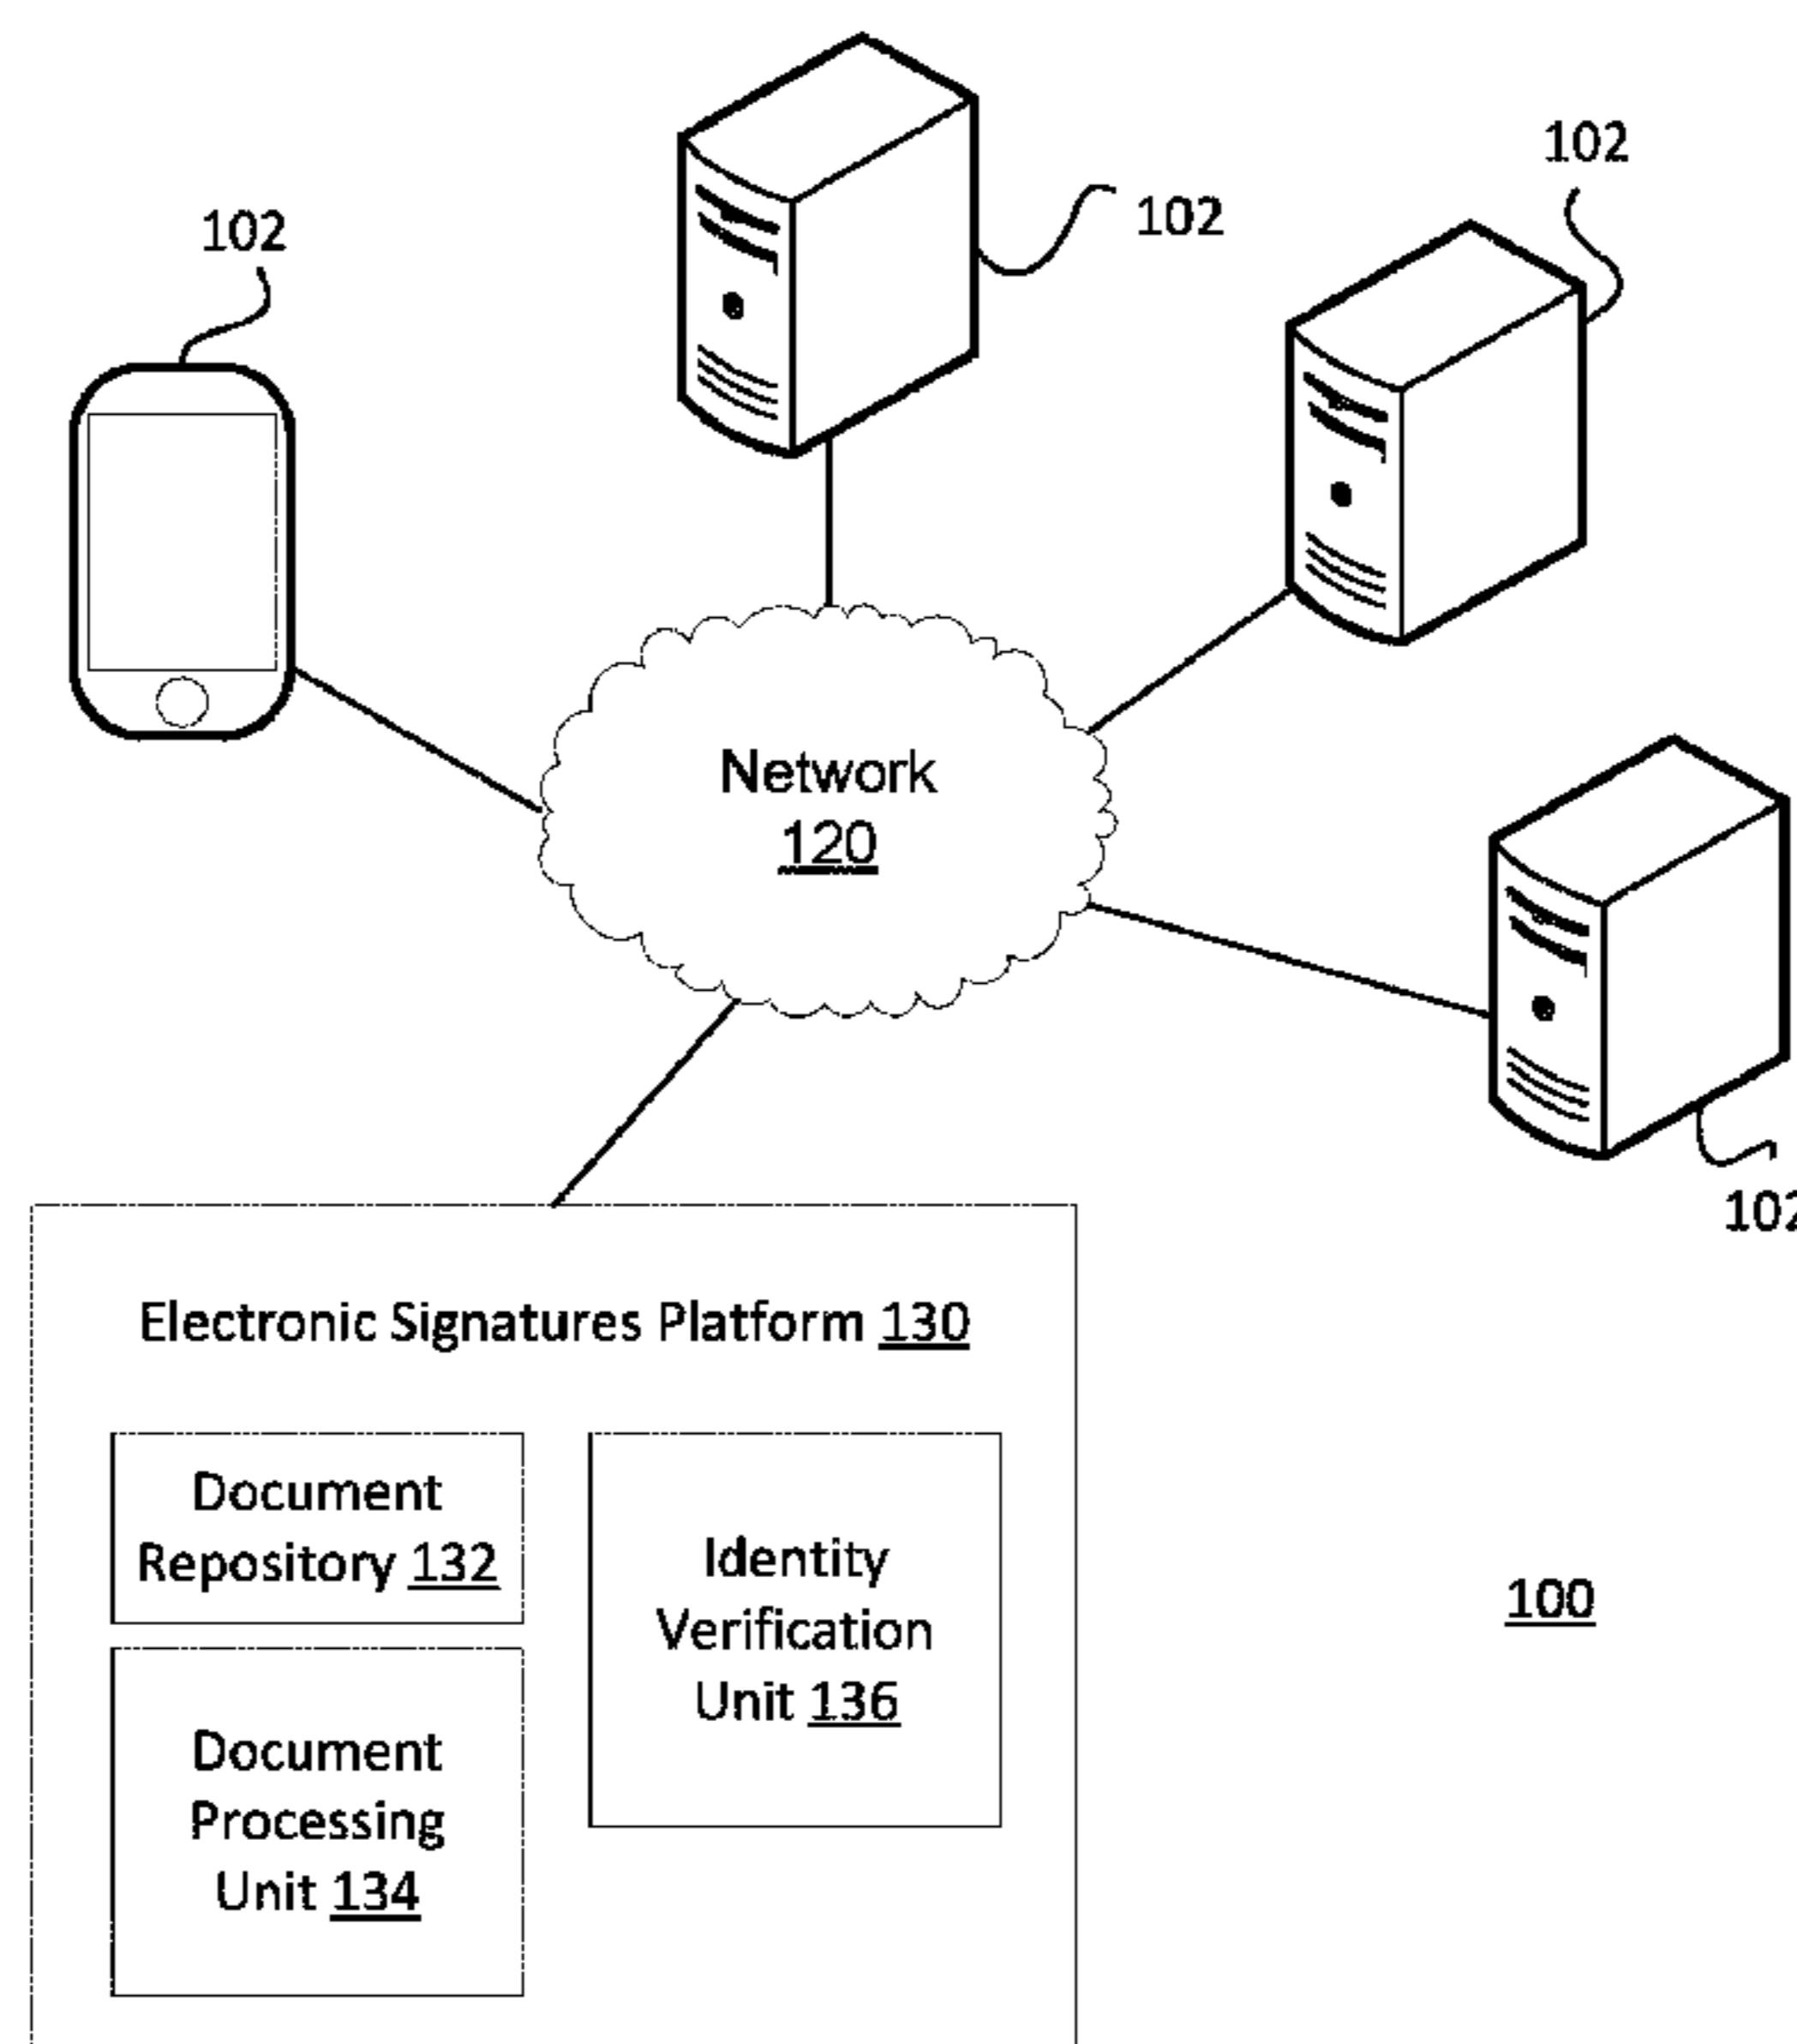 102
102
102
Network
120
102
Electronic Signatures Platform 130
Document
Repository 132
Identity
Verification
Unit 136
Document
Processing
Unit 134
100